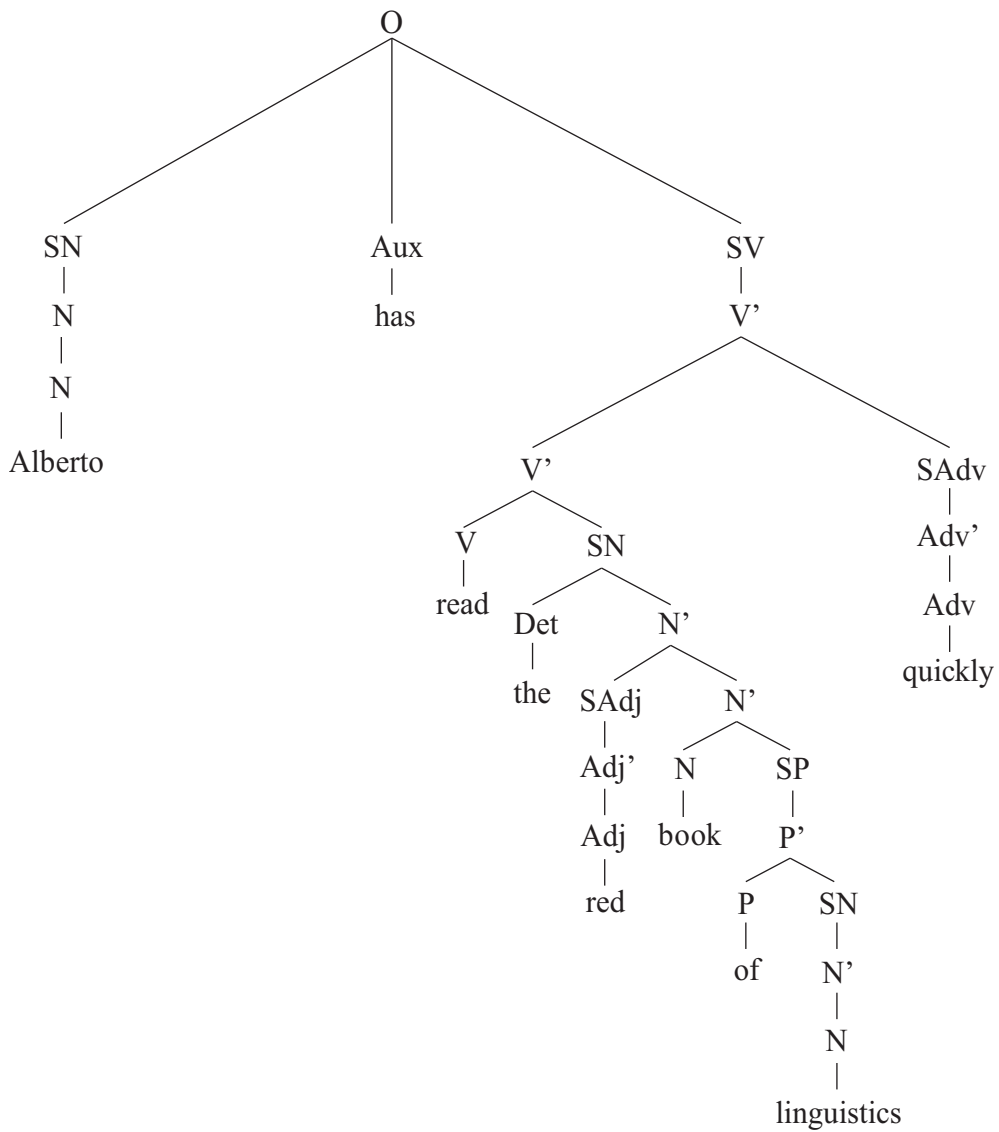 O
SN Aux SV
N has V'
N
Alberto V' SAdv
V SN Adv'
read Det N' Adv
the SAdj N' quickly
Adj' N SP
Adj book P'
red P SN
of N'
N
linguistics